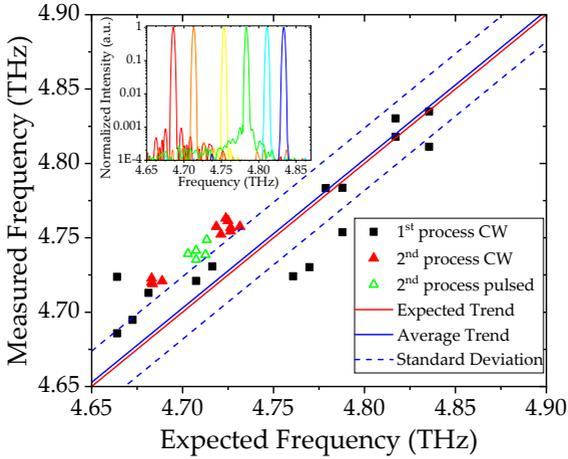 4.90
4.85
4.80
4.75
4.70
4.65
Measured Frequency (THz)
1
0.1
0.01
0.001
1E-4
Normalized Intensity (a.u.)
4.65 4.70 4.75 4.80 4.85
Frequency (THz)
1st process CW
2nd process CW
2nd process pulsed
Expected Trend
Average Trend
Standard Deviation
4.65 4.70 4.75 4.80 4.85 4.90
Expected Frequency (THz)